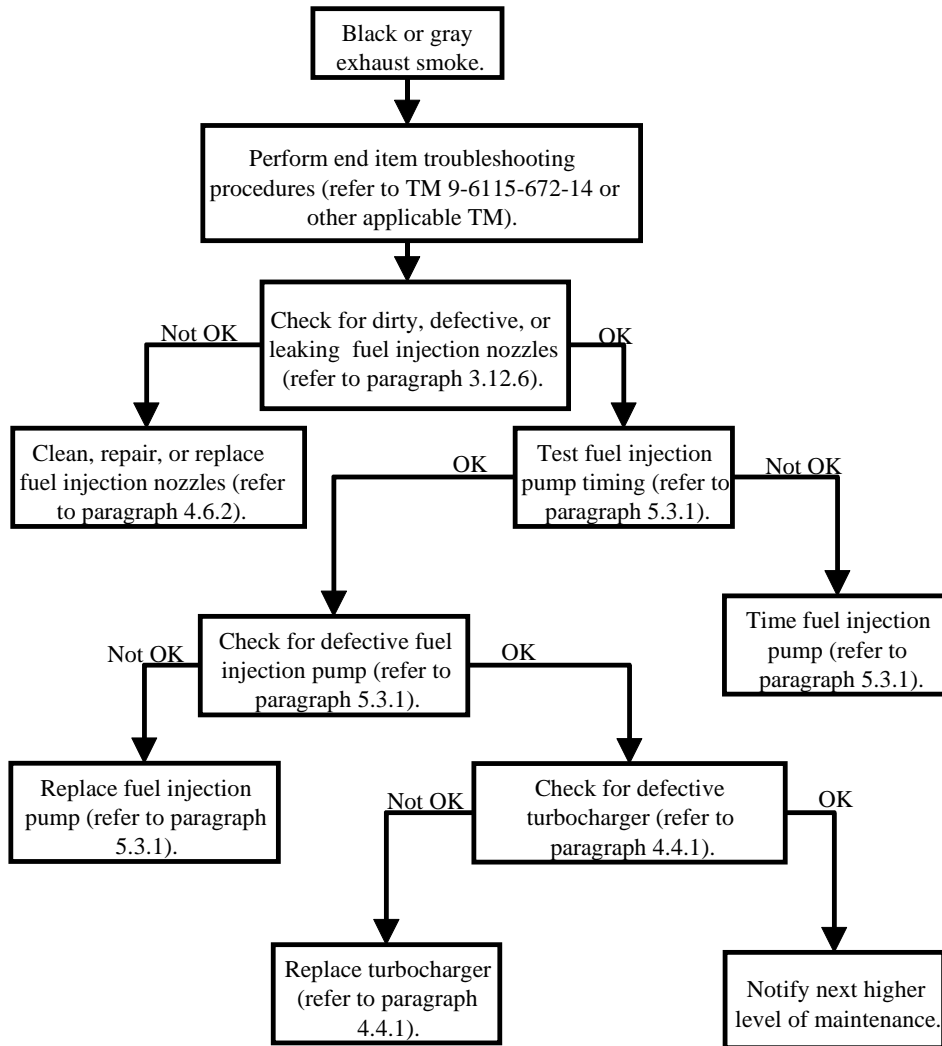 Black or gray
exhaust smoke.
Perform end item troubleshooting
procedures (refer to TM 9-6115-672-14 or
other applicable TM).
Not OK
Check for dirty, defective, or
leaking fuel injection nozzles
(refer to paragraph 3.12.6).
OK
Clean, repair, or replace
fuel injection nozzles (refer
to paragraph 4.6.2).
OK
Test fuel injection
pump timing (refer to
paragraph 5.3.1).
Not OK
Time fuel injection
pump (refer to
paragraph 5.3.1).
Not OK
Check for defective fuel
injection pump (refer to
paragraph 5.3.1).
OK
Replace fuel injection
pump (refer to paragraph
5.3.1).
Not OK
Check for defective
turbocharger (refer to
paragraph 4.4.1).
OK
Replace turbocharger
(refer to paragraph
4.4.1).
Notify next higher
level of maintenance.